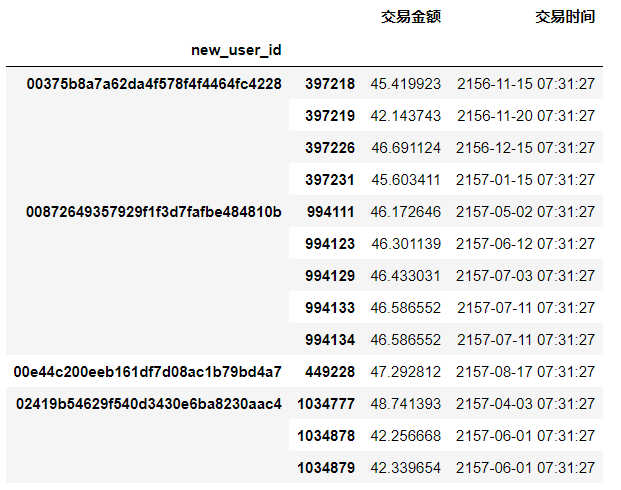 交易金额 交易时间
new_user_id
00375b8a7a62da4f578f4f4464fc4228 397218 45.419923 2156-11-15 07:31:27
397219 42.143743 2156-11-20 07:31:27
397226 46.691124 2156-12-15 07:31:27
397231 45.603411 2157-01-15 07:31:27
00872649357929f1f3d7fafbe484810b 994111 46.172646 2157-05-02 07:31:27
994123 46.301139 2157-06-12 07:31:27
994129 46.433031 2157-07-03 07:31:27
994133 46.586552 2157-07-11 07:31:27
994134 46.586552 2157-07-11 07:31:27
00e44c200eeb161df7d08ac1b79bd4a7 449228 47.292812 2157-08-17 07:31:27
02419b54629f540d3430e6ba8230aac4 1034777 48.741393 2157-04-03 07:31:27
1034878 42.256668 2157-06-01 07:31:27
1034879 42.339654 2157-06-01 07:31:27